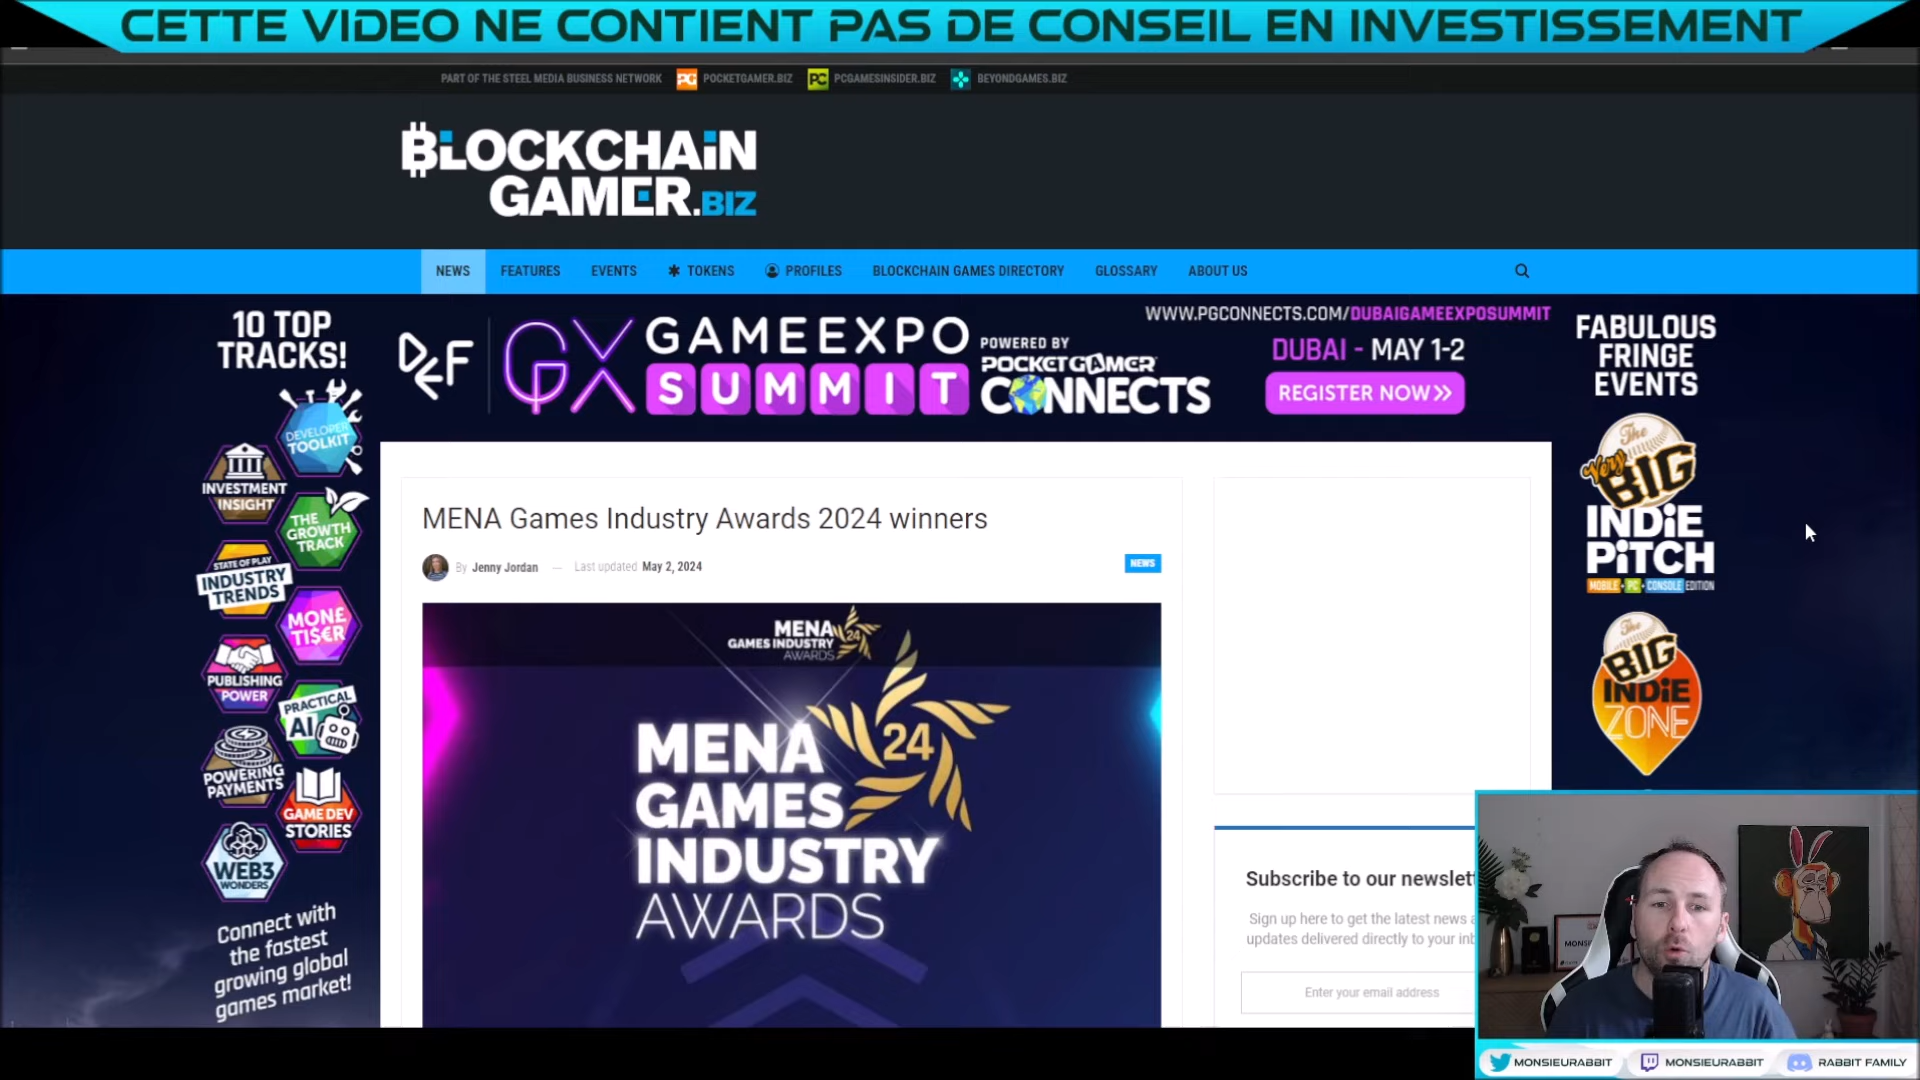 CETTE VIDEO NE CONTIENT PAS DE CONSEIL EN INVESTISSEMENT
PART OF THE STEEL MEDIA BUSINESS NETWORK PG POCKETGAMER.BIZ PC PCGAMESINSIDER.BIZ BEYONDGAMES.BIZ
BLOCKCHAIN
GAMER.BIZ
NEWS FEATURES EVENTS TOKENS PROFILES BLOCKCHAIN GAMES DIRECTORY GLOSSARY ABOUT US
10 TOP
TRACKS!
DEVELOPER
TOOLKIT
INVESTMENT
INSIGHT
THE
GROWTH
TRACK
STATE OF PLAY
INDUSTRY
TRENDS
MONE
TI$€R
PUBLISHING
POWER
PRACTICAL
AI
POWERING
PAYMENTS
GAME DEV
STORIES
WEB3
WONDERS
Connect with
the fastest
growing global
games market!
DEF
GX
GAMEEXPO
SUMMIT
POWERED BY
POCKETGAMER
CONNECTS
WWW.PGCONNECTS.COM/DUBAIGAMEEXPOSUMMIT
DUBAI - MAY 1-2
REGISTER NOW»
FABULOUS
FRINGE
EVENTS
The
Very
BIG
INDiE
PiTCH
MOBILE + PC + CONSOLE EDITION
The
BIG
INDiE
ZONE
MENA Games Industry Awards 2024 winners
By Jenny Jordan — Last updated May 2, 2024
NEWS
MENA
GAMES INDUSTRY
AWARDS
24
MENA
GAMES
INDUSTRY
AWARDS
24
Subscribe to our newslet
Sign up here to get the latest news a
updates delivered directly to your inb
Enter your email address
MONSIEURABBIT MONSIEURABBIT RABBIT FAMILY